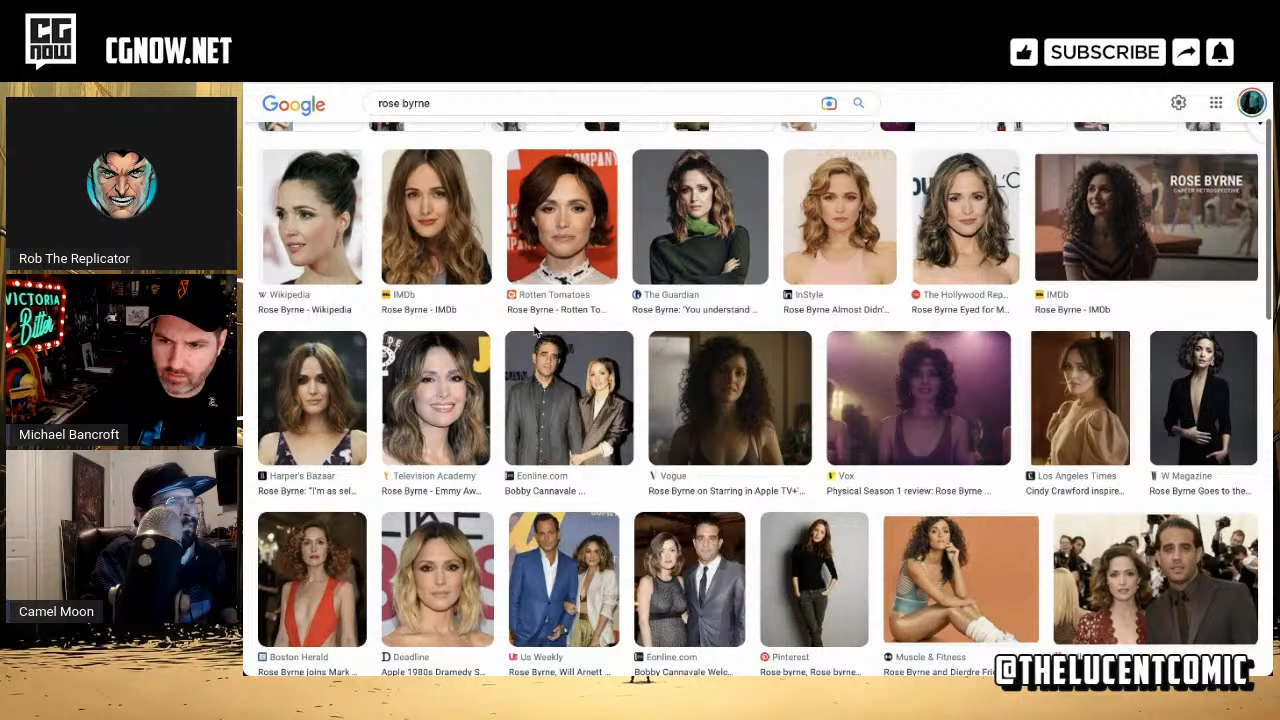 CG
NOW
CGNOW.NET
SUBSCRIBE
Google
rose byrne
Rob The Replicator
VICTORIA
Bitter
Michael Bancroft
Camel Moon
COMPANY
ROSE BYRNE
CAREER RETROSPECTIVE
Wikipedia
Rose Byrne - Wikipedia
IMDb
Rose Byrne - IMDb
Rotten Tomatoes
Rose Byrne - Rotten To...
The Guardian
Rose Byrne: 'You understand ...
InStyle
Rose Byrne Almost Didn'...
The Hollywood Rep...
Rose Byrne Eyed for M...
IMDb
Rose Byrne - IMDb
Harper's Bazaar
Rose Byrne: "I'm as sel...
Television Academy
Rose Byrne - Emmy Aw...
Eonline.com
Bobby Cannavale ...
Vogue
Rose Byrne on Starring in Apple TV+'...
Vox
Physical Season 1 review: Rose Byrne ...
Los Angeles Times
Cindy Crawford inspire...
W Magazine
Rose Byrne Goes to the...
Boston Herald
Rose Byrne joins Mark ...
Deadline
Apple 1980s Dramedy S...
Us Weekly
Rose Byrne, Will Arnett ...
Eonline.com
Bobby Cannavale Welc...
Pinterest
rose byrne, Rose byrne...
Muscle & Fitness
Rose Byrne and Dierdre Fri
@THELUCENTCOMIC